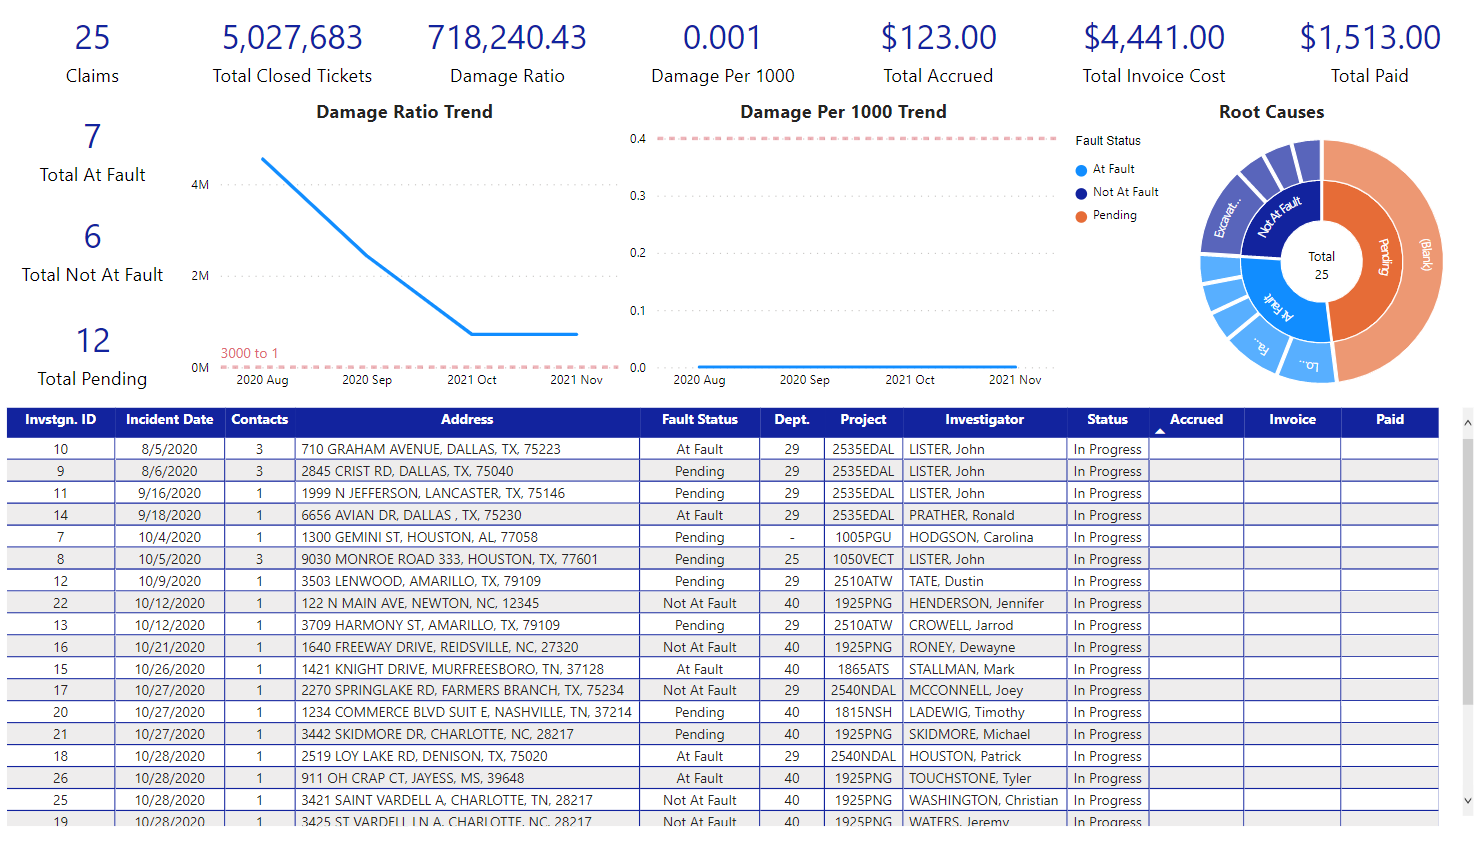 25 5,027,683 718,240.43 0.001 $123.00 $4,441.00 $1,513.00
Claims Total Closed Tickets Damage Ratio Damage Per 1000 Total Accrued Total Invoice Cost Total Paid
7
Total At Fault
6
Total Not At Fault
12
Total Pending
Damage Ratio Trend
4M
2M
0M
3000 to 1
2020 Aug 2020 Sep 2021 Oct 2021 Nov
Damage Per 1000 Trend
0.4
0.3
0.2
0.1
0.0
2020 Aug 2020 Sep 2021 Oct 2021 Nov
Root Causes
Fault Status
At Fault
Not At Fault
Pending
Excavat...
Not At Fault
Pending
(Blank)
Total
25
At Fault
Fa...
Lo...
Invstgn. ID Incident Date Contacts Address Fault Status Dept. Project Investigator Status Accrued Invoice Paid
10 8/5/2020 3 710 GRAHAM AVENUE, DALLAS, TX, 75223 At Fault 29 2535EDAL LISTER, John In Progress
9 8/6/2020 3 2845 CRIST RD, DALLAS, TX, 75040 Pending 29 2535EDAL LISTER, John In Progress
11 9/16/2020 1 1999 N JEFFERSON, LANCASTER, TX, 75146 Pending 29 2535EDAL LISTER, John In Progress
14 9/18/2020 1 6656 AVIAN DR, DALLAS , TX, 75230 At Fault 29 2535EDAL PRATHER, Ronald In Progress
7 10/4/2020 1 1300 GEMINI ST, HOUSTON, AL, 77058 Pending - 1005PGU HODGSON, Carolina In Progress
8 10/5/2020 3 9030 MONROE ROAD 333, HOUSTON, TX, 77601 Pending 25 1050VECT LISTER, John In Progress
12 10/9/2020 1 3503 LENWOOD, AMARILLO, TX, 79109 Pending 29 2510ATW TATE, Dustin In Progress
22 10/12/2020 1 122 N MAIN AVE, NEWTON, NC, 12345 Not At Fault 40 1925PNG HENDERSON, Jennifer In Progress
13 10/12/2020 1 3709 HARMONY ST, AMARILLO, TX, 79109 Pending 29 2510ATW CROWELL, Jarrod In Progress
16 10/21/2020 1 1640 FREEWAY DRIVE, REIDSVILLE, NC, 27320 Not At Fault 40 1925PNG RONEY, Dewayne In Progress
15 10/26/2020 1 1421 KNIGHT DRIVE, MURFREESBORO, TN, 37128 At Fault 40 1865ATS STALLMAN, Mark In Progress
17 10/27/2020 1 2270 SPRINGLAKE RD, FARMERS BRANCH, TX, 75234 Not At Fault 29 2540NDAL MCCONNELL, Joey In Progress
20 10/27/2020 1 1234 COMMERCE BLVD SUIT E, NASHVILLE, TN, 37214 Pending 40 1815NSH LADEWIG, Timothy In Progress
21 10/27/2020 1 3442 SKIDMORE DR, CHARLOTTE, NC, 28217 Pending 40 1925PNG SKIDMORE, Michael In Progress
18 10/28/2020 1 2519 LOY LAKE RD, DENISON, TX, 75020 At Fault 29 2540NDAL HOUSTON, Patrick In Progress
26 10/28/2020 1 911 OH CRAP CT, JAYESS, MS, 39648 At Fault 40 1925PNG TOUCHSTONE, Tyler In Progress
25 10/28/2020 1 3421 SAINT VARDELL A, CHARLOTTE, TN, 28217 Not At Fault 40 1925PNG WASHINGTON, Christian In Progress
19 10/28/2020 1 3425 ST VARDELL LN A, CHARLOTTE, NC, 28217 Not At Fault 40 1925PNG WATERS, Jeremy In Progress